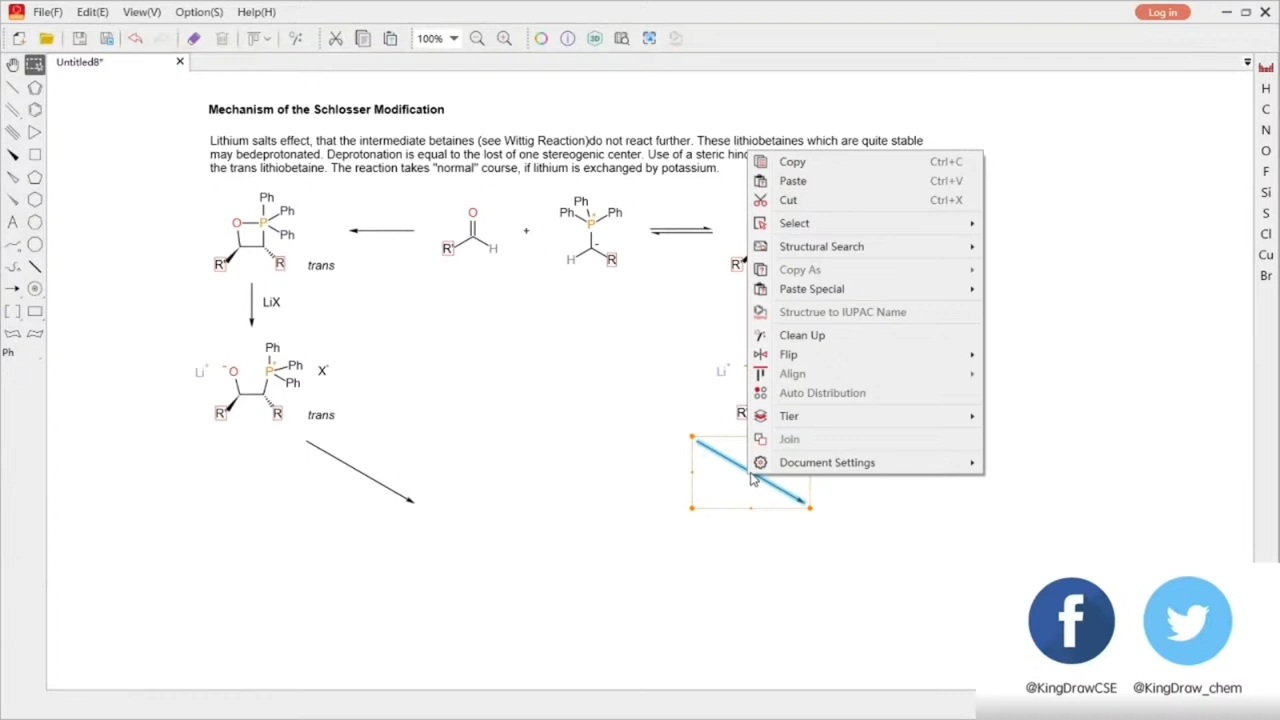 File(F) Edit(E) View(V) Option(S) Help(H) Log in
100%
3D
Untitled8*
Mechanism of the Schlosser Modification
Lithium salts effect, that the intermediate betaines (see Wittig Reaction)do not react further. These lithiobetaines which are quite stable
may bedeprotonated. Deprotonation is equal to the lost of one stereogenic center. Use of a steric hind
the trans lithiobetaine. The reaction takes "normal" course, if lithium is exchanged by potassium.
Copy Ctrl+C
Paste Ctrl+V
Cut Ctrl+X
Select
Structural Search
Copy As
Paste Special
Structrue to IUPAC Name
Clean Up
Flip
Align
Auto Distribution
Tier
Join
Document Settings
Ph
O P Ph
Ph
R' R trans
O
R' H
+
Ph
Ph P+ Ph
-
H R
R'
LiX
Ph
Li+ -O P+ Ph X-
Ph
R' R trans
Li+ -
R'
A
Ph
H
C
N
O
F
Si
S
Cl
Cu
Br
@KingDrawCSE @KingDraw_chem